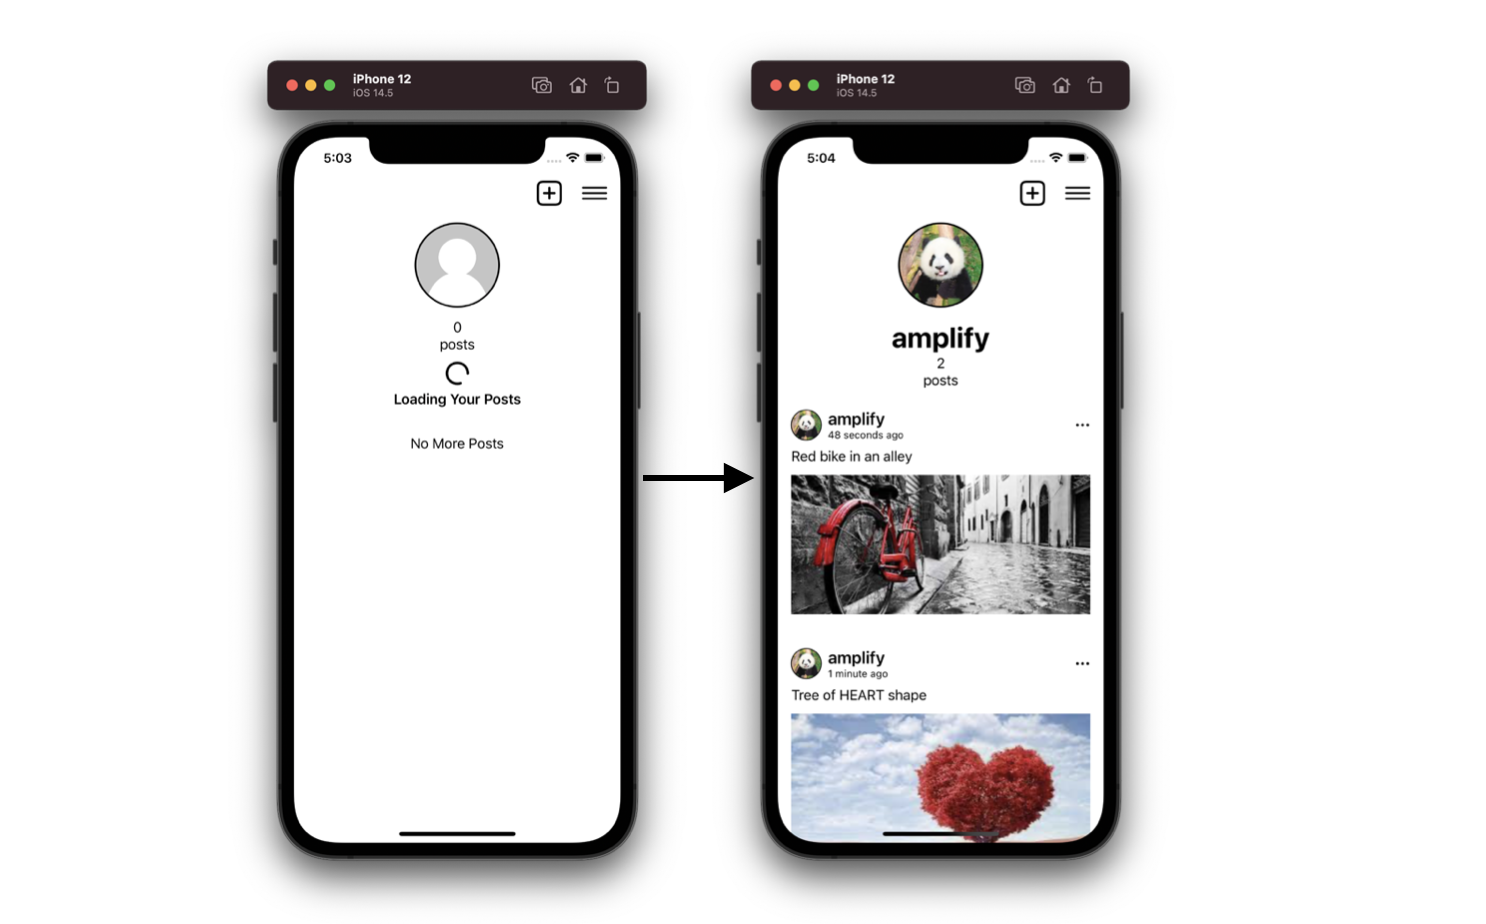 iPhone 12
iOS 14.5
5:03
0
posts
Loading Your Posts
No More Posts
iPhone 12
iOS 14.5
5:04
amplify
2
posts
amplify
48 seconds ago
Red bike in an alley
amplify
1 minute ago
Tree of HEART shape